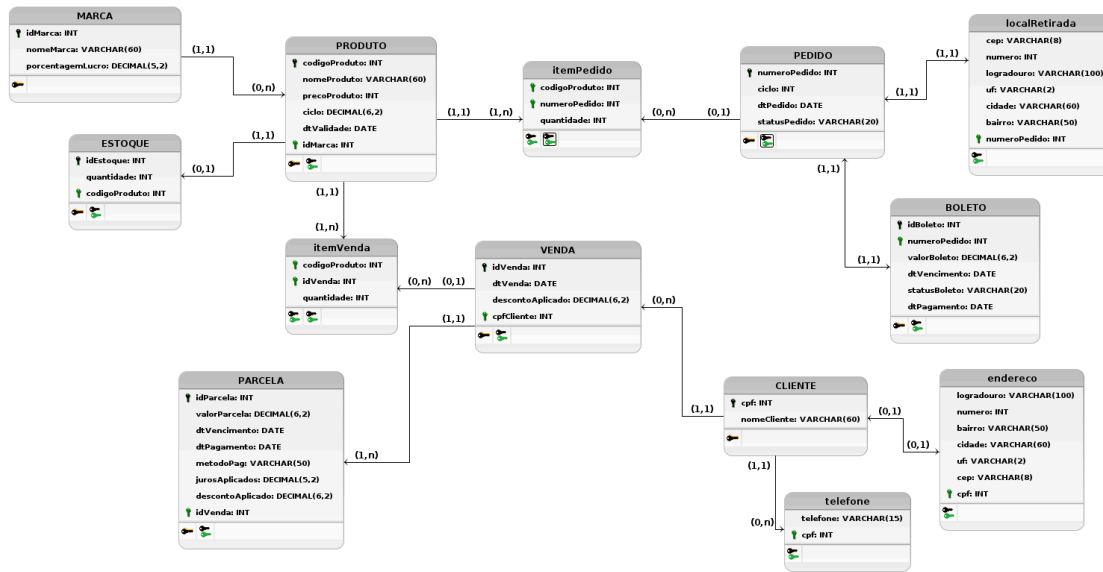 MARCA
idMarca: INT
nomeMarca: VARCHAR(60)
porcentagemLucro: DECIMAL(5,2)
(1,1)
(0,n)
PRODUTO
codigoProduto: INT
nomeProduto: VARCHAR(60)
precoProduto: INT
ciclo: DECIMAL(6,2)
dtValidade: DATE
idMarca: INT
(1,1)
(1,n)
itemPedido
codigoProduto: INT
numeroPedido: INT
quantidade: INT
(0,n)
(0,1)
PEDIDO
numeroPedido: INT
ciclo: INT
dtPedido: DATE
statusPedido: VARCHAR(20)
(1,1)
(1,1)
localRetirada
cep: VARCHAR(8)
numero: INT
logradouro: VARCHAR(100)
uf: VARCHAR(2)
cidade: VARCHAR(60)
bairro: VARCHAR(50)
numeroPedido: INT
ESTOQUE
idEstoque: INT
quantidade: INT
codigoProduto: INT
(1,1)
(0,1)
(1,1)
(1,n)
(1,1)
(1,1)
BOLETO
idBoleto: INT
numeroPedido: INT
valorBoleto: DECIMAL(6,2)
dtVencimento: DATE
statusBoleto: VARCHAR(20)
dtPagamento: DATE
itemVenda
codigoProduto: INT
idVenda: INT
quantidade: INT
(0,n)
(0,1)
VENDA
idVenda: INT
dtVenda: DATE
descontoAplicado: DECIMAL(6,2)
cpfCliente: INT
(0,n)
(1,1)
(1,1)
(1,n)
PARCELA
idParcela: INT
valorParcela: DECIMAL(6,2)
dtVencimento: DATE
dtPagamento: DATE
metodoPag: VARCHAR(50)
jurosAplicados: DECIMAL(5,2)
descontoAplicado: DECIMAL(6,2)
idVenda: INT
CLIENTE
cpf: INT
nomeCliente: VARCHAR(60)
(0,1)
(0,1)
endereco
logradouro: VARCHAR(100)
numero: INT
bairro: VARCHAR(50)
cidade: VARCHAR(60)
uf: VARCHAR(2)
cep: VARCHAR(8)
cpf: INT
(1,1)
(0,n)
telefone
telefone: VARCHAR(15)
cpf: INT